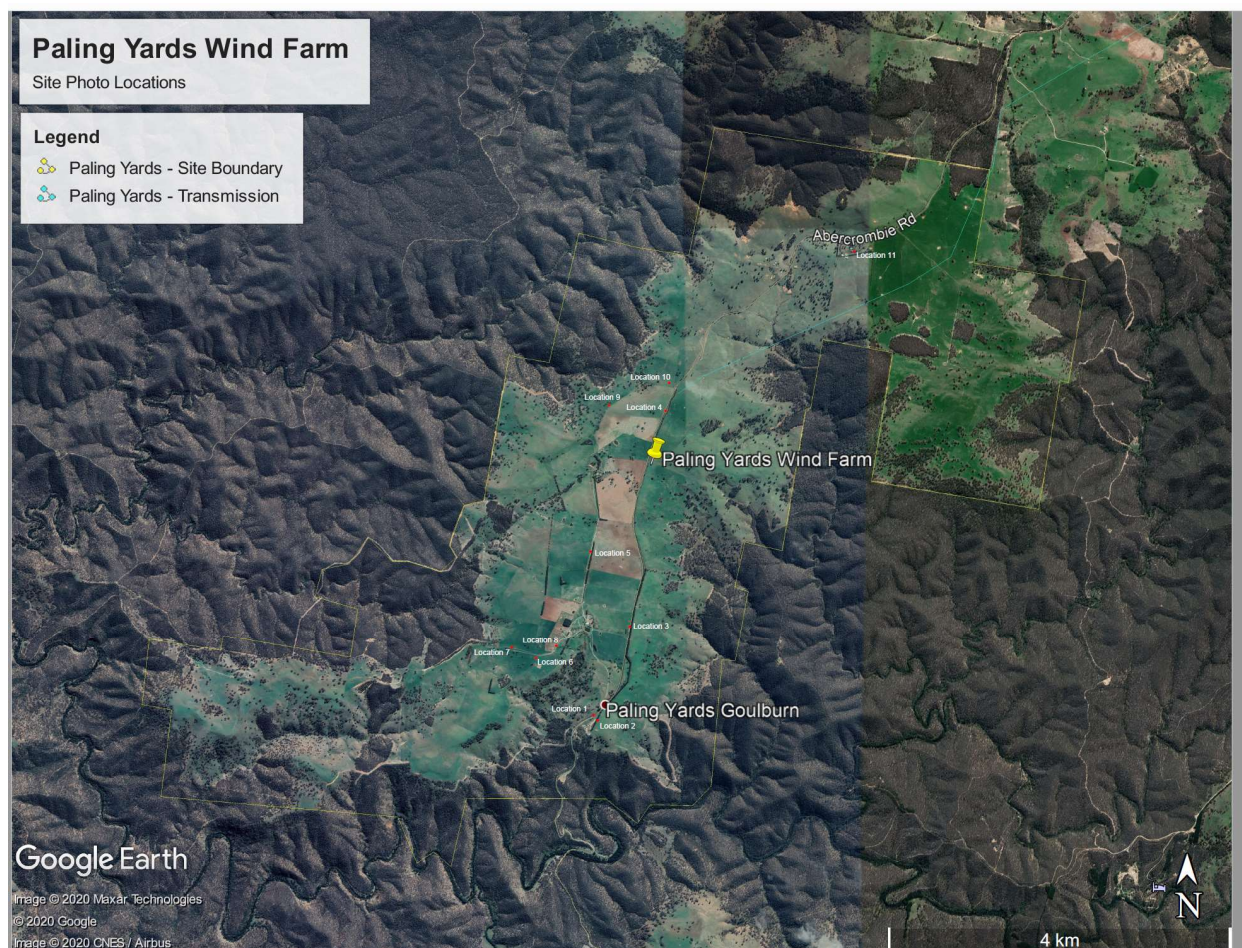 Paling Yards Wind Farm
Site Photo Locations
Legend
Paling Yards - Site Boundary
Paling Yards - Transmission
Abercrombie Rd
Location 11
Location 10
Location 9
Location 4
Paling Yards Wind Farm
Location 5
Location 3
Location 8
Location 7
Location 6
Location 1
Paling Yards Goulburn
Location 2
Google Earth
Image © 2020 Maxar Technologies
© 2020 Google
Image © 2020 CNES / Airbus
N
4 km